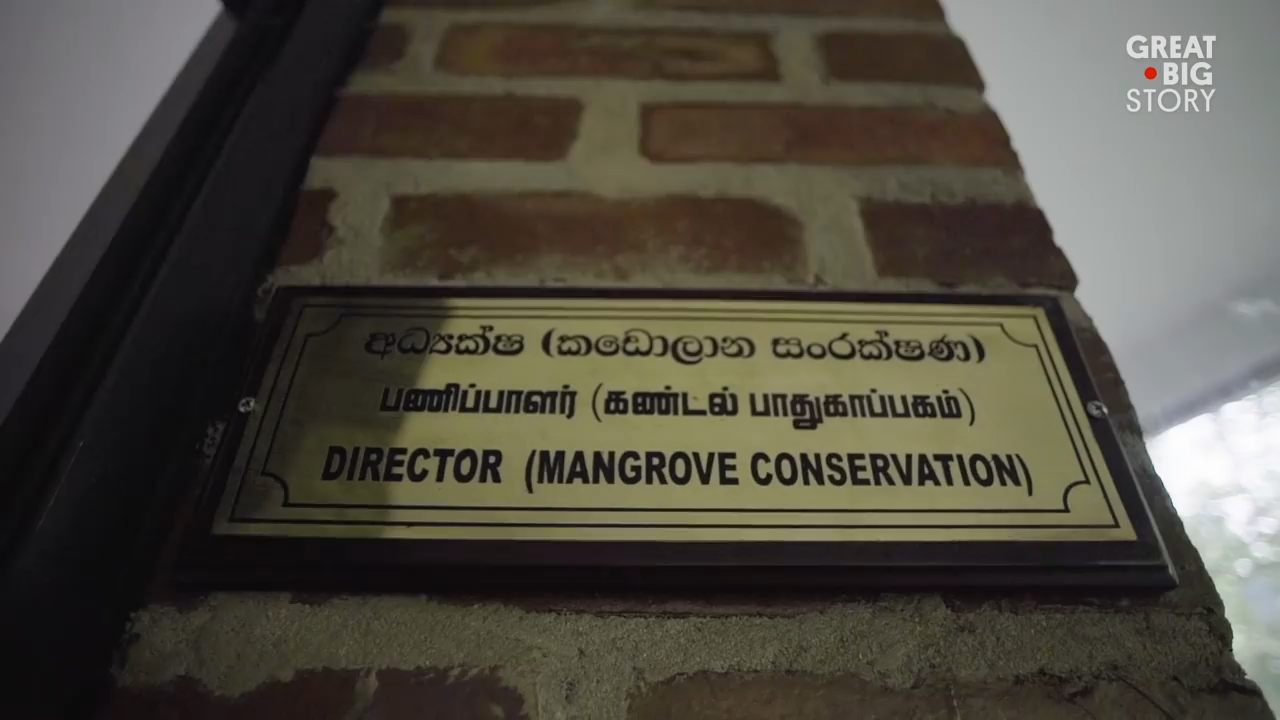 GREAT
BIG
STORY
අධ්‍යක්ෂ (කඩොලාන සංරක්ෂණ)
பணிப்பாளர் (கண்டல் பாதுகாப்பகம்)
DIRECTOR (MANGROVE CONSERVATION)